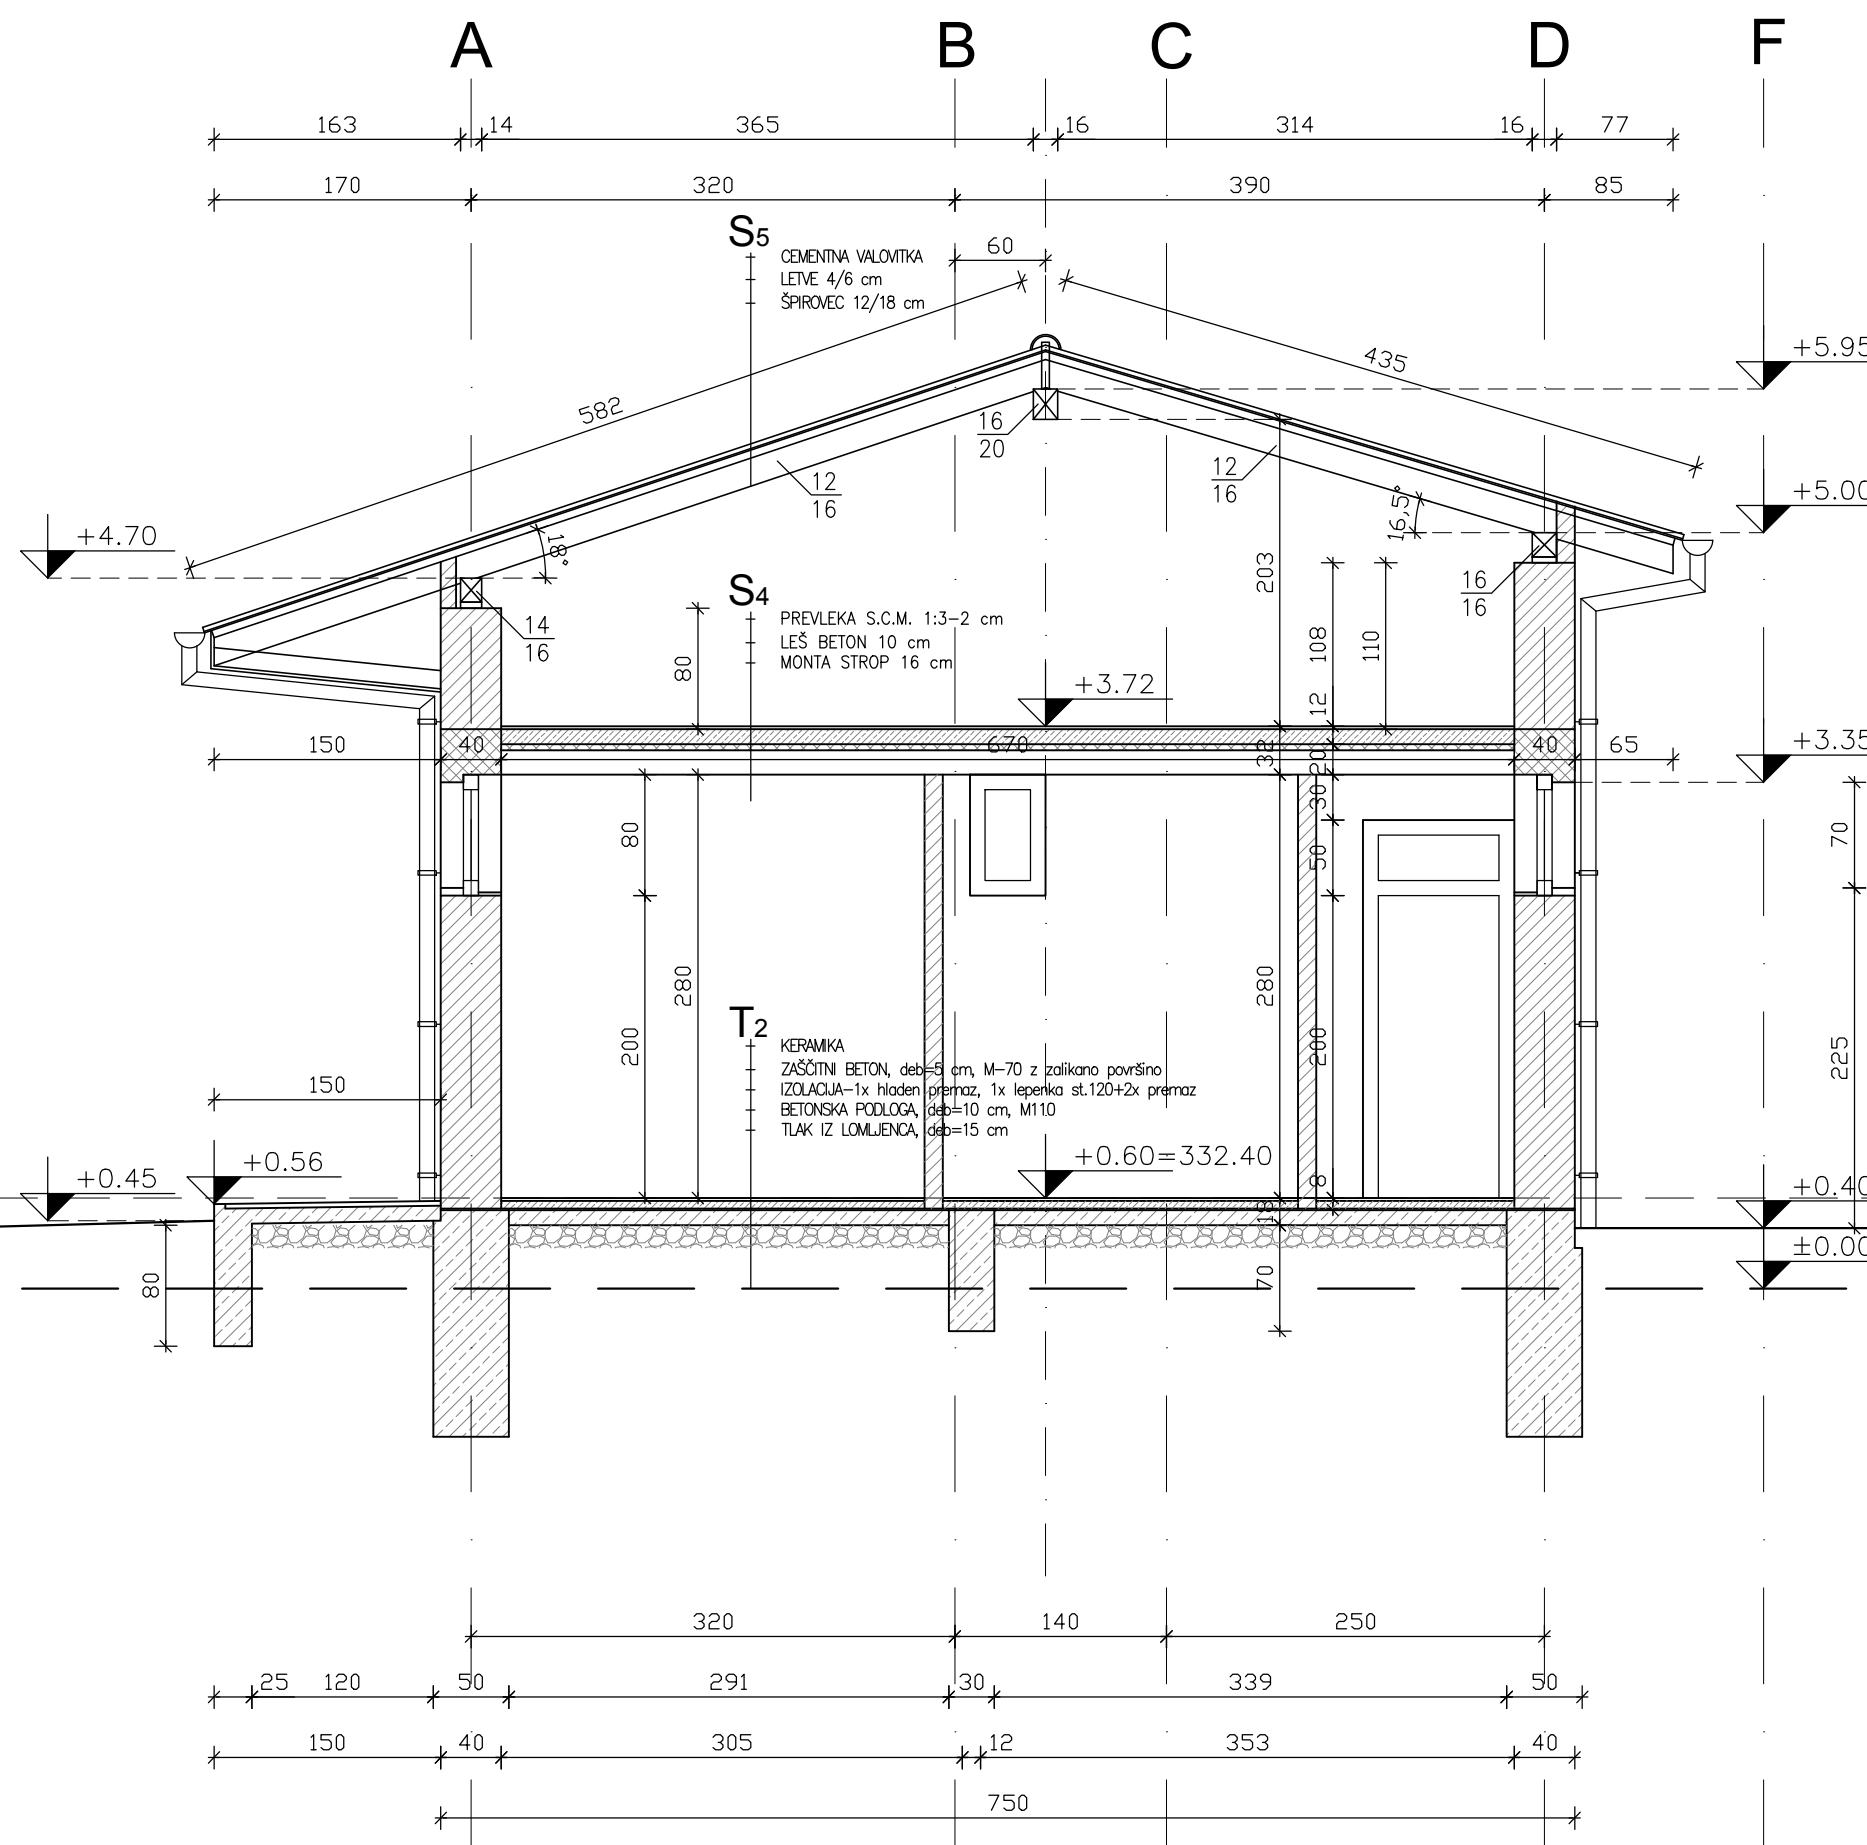 A B C D F
163 14 365 16 314 16 77
170 320 390 85
S5
60
CEMENTNA VALOVITKA
LETVE 4/6 cm
ŠPIROVEC 12/18 cm
582
435
+5.95
16
20
12
16
12
16
16,5°
+5.00
+4.70
18°
203
16
16
S4
14
16
PREVLEKA S.C.M. 1:3-2 cm
LEŠ BETON 10 cm
MONTA STROP 16 cm
80
108
110
12
+3.72
150 40 670 32 20 40 65
+3.35
80
30
50
70
280
280
200
200
225
T2
KERAMIKA
ZAŠČITNI BETON, deb=5 cm, M-70 z zalikano površino
IZOLACIJA-1x hladen premaz, 1x lepenka st.120+2x premaz
BETONSKA PODLOGA, deb=10 cm, M110
TLAK IZ LOMLJENCA, deb=15 cm
150
+0.45
+0.56
+0.60=332.40
8
18
+0.40
±0.00
80
70
320 140 250
25 120 50 291 30 339 50
150 40 305 12 353 40
750